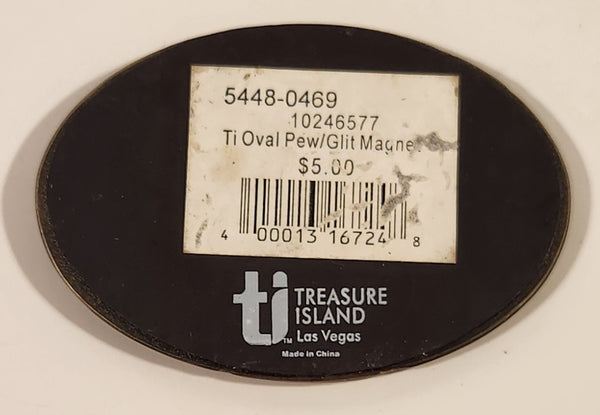 5448-0469
10246577
Ti Oval Pew/Glit Magne
$5.00
4 00013 16724 8
ti TREASURE
ISLAND
TM Las Vegas
Made in China